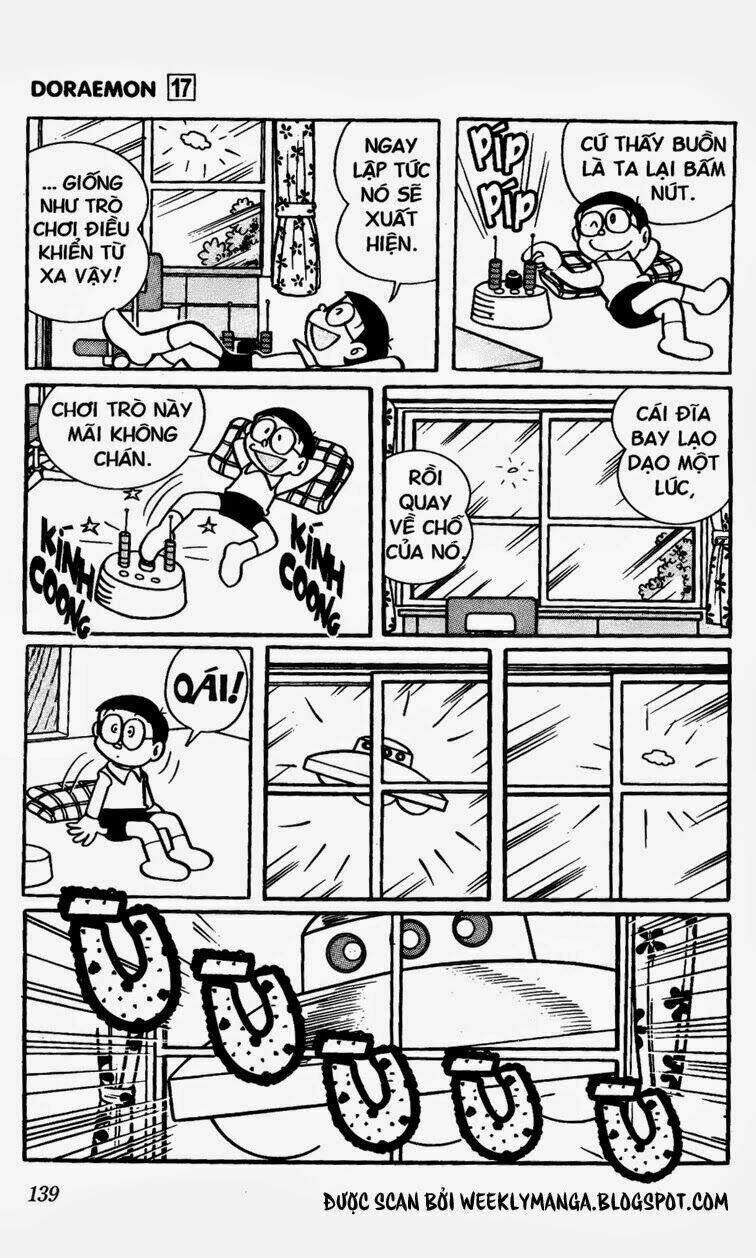 DORAEMON 17
CỨ THẤY BUỒN
LÀ TA LẠI BẤM
NÚT.
PÍP
PÍP
NGAY
LẬP TỨC
NÓ SẼ
XUẤT
HIỆN.
... GIỐNG
NHƯ TRÒ
CHƠI ĐIỀU
KHIỂN TỪ
XA VẬY!
CÁI ĐĨA
BAY LẠO
DẠO MỘT
LÚC,
RỒI
QUAY
VỀ CHỖ
CỦA NÓ.
CHƠI TRÒ NÀY
MÃI KHÔNG
CHÁN.
KÍNH
COONG
KÍNH
COONG
QÁI!
UUUUU
139
ĐƯỢC SCAN BỞI WEEKLYMANGA.BLOGSPOT.COM